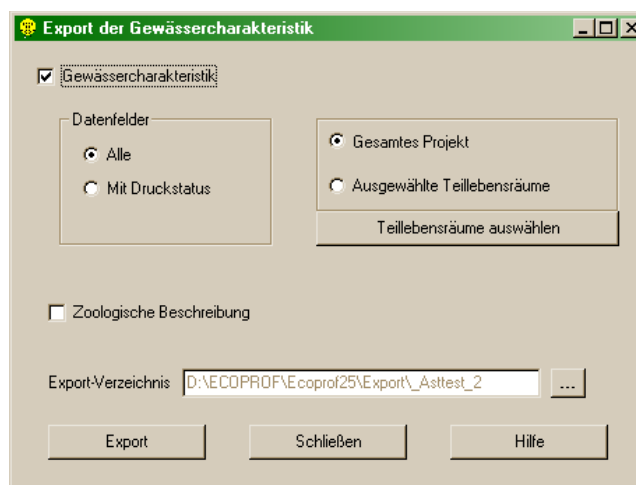 Export der Gewässercharakteristik
Gewässercharakteristik
Datenfelder
Alle
Mit Druckstatus
Gesamtes Projekt
Ausgewählte Teillebensräume
Teillebensräume auswählen
Zoologische Beschreibung
Export-Verzeichnis D:\ECOPROF\Ecoprof25\Export\_Asttest_2 ...
Export Schließen Hilfe